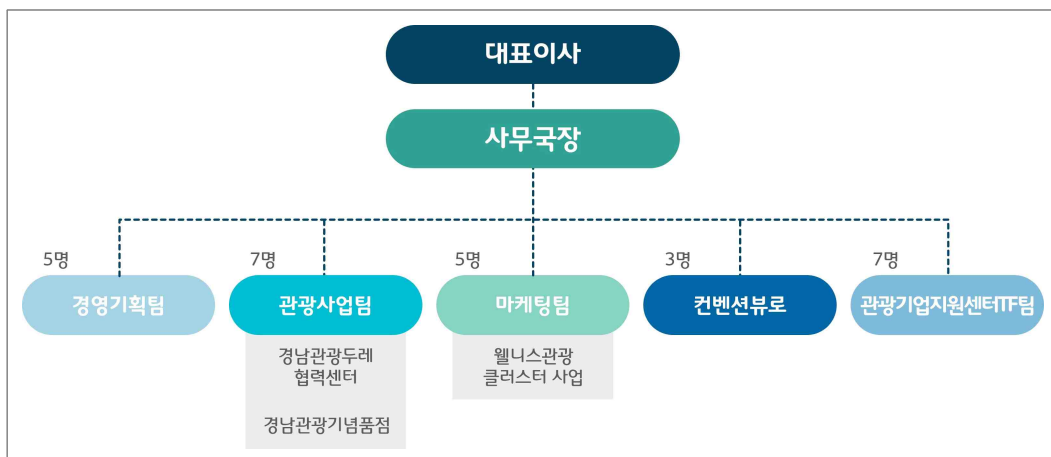 대표이사
사무국장
5명
7명
5명
3명
7명
경영기획팀
관광사업팀
마케팅팀
컨벤션뷰로
관광기업지원센터TF팀
경남관광두레
협력센터
경남관광기념품점
웰니스관광
클러스터 사업